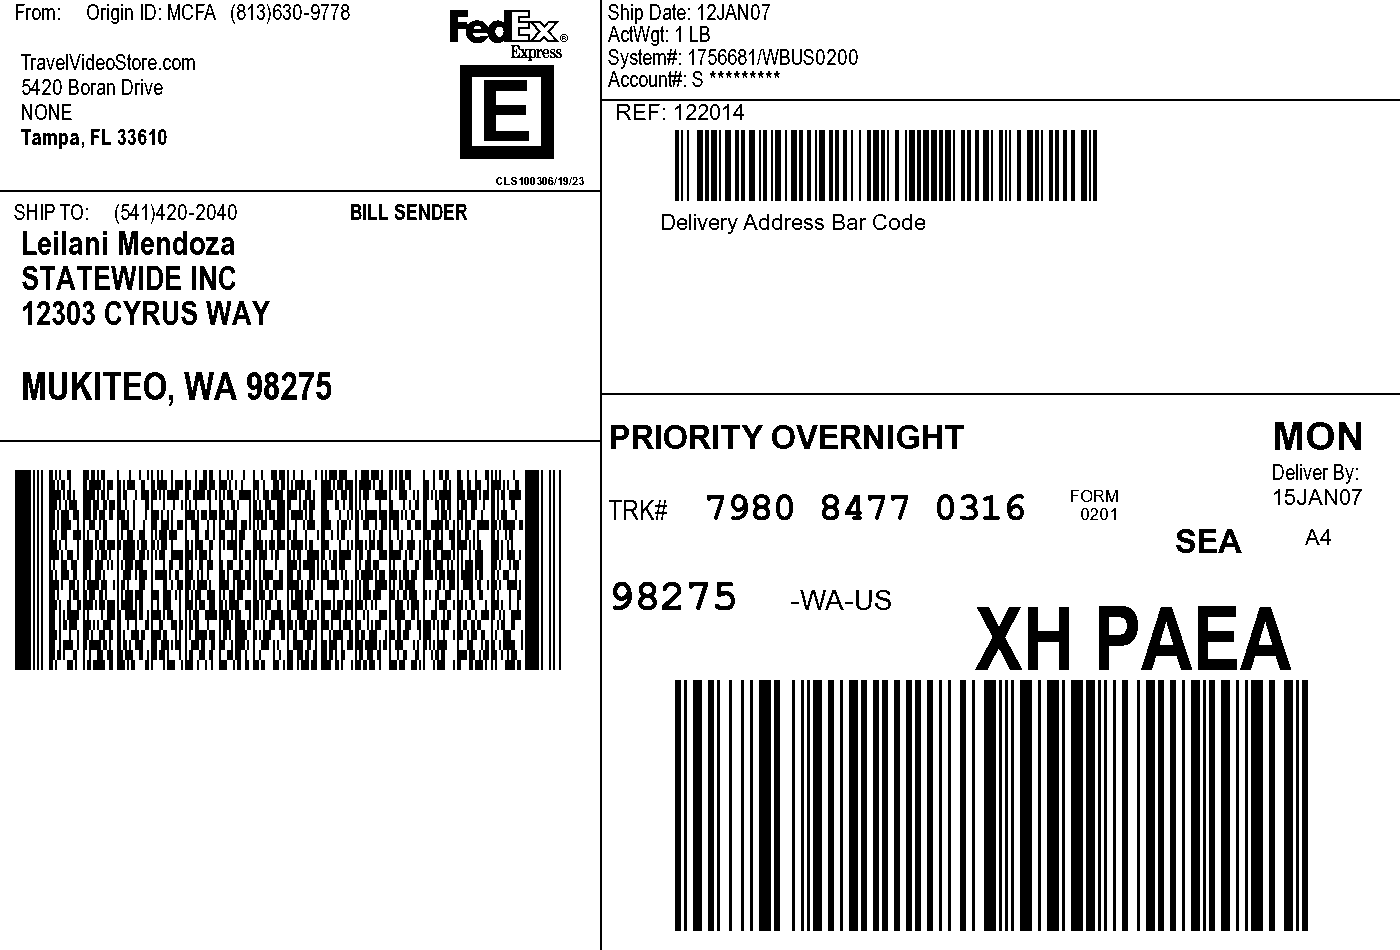 From: Origin ID: MCFA (813)630-9778
TravelVideoStore.com
5420 Boran Drive
NONE
Tampa, FL 33610
FedEx®
Express
E
CLS100306/19/23
Ship Date: 12JAN07
ActWgt: 1 LB
System#: 1756681/WBUS0200
Account#: S *********
REF: 122014
Delivery Address Bar Code
SHIP TO: (541)420-2040 BILL SENDER
Leilani Mendoza
STATEWIDE INC
12303 CYRUS WAY
MUKITEO, WA 98275
PRIORITY OVERNIGHT
MON
Deliver By:
15JAN07
TRK# 7980 8477 0316
FORM
0201
SEA
A4
98275 -WA-US
XH PAEA